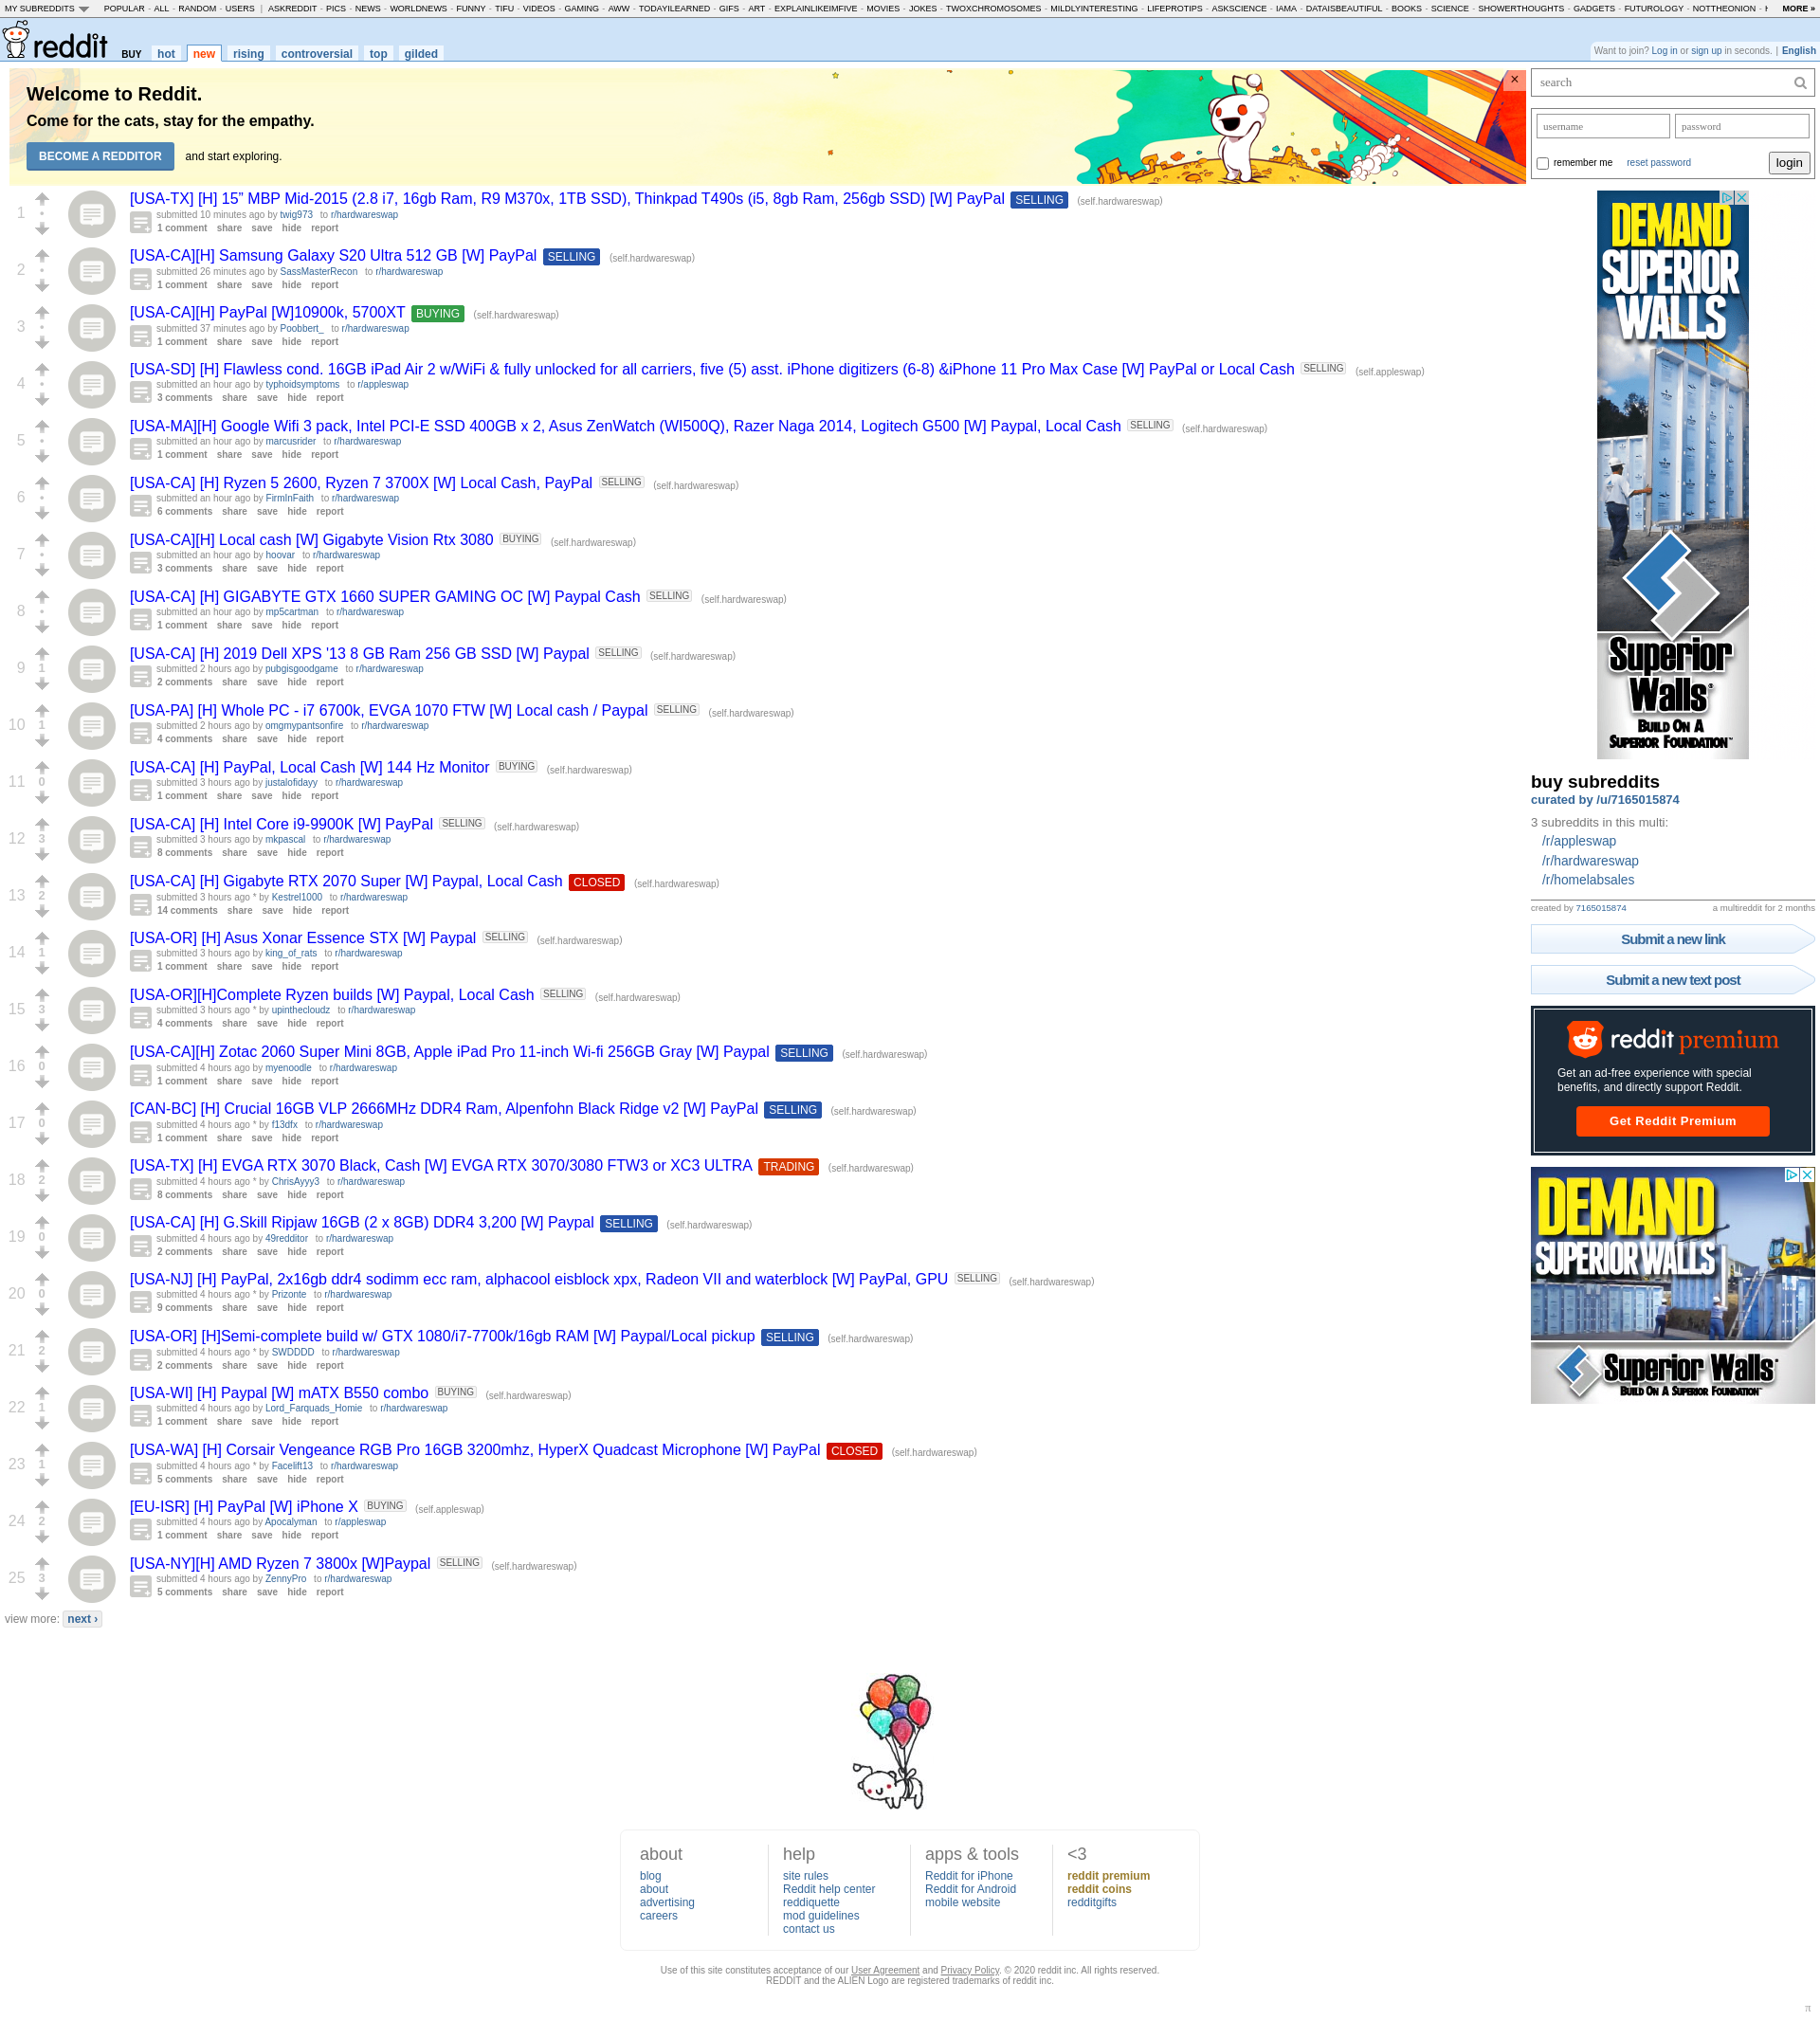 MY SUBREDDITS POPULAR - ALL - RANDOM - USERS | ASKREDDIT - PICS - NEWS - WORLDNEWS - FUNNY - TIFU - VIDEOS - GAMING - AWW - TODAYILEARNED - GIFS - ART - EXPLAINLIKEIMFIVE - MOVIES - JOKES - TWOXCHROMOSOMES - MILDLYINTERESTING - LIFEPROTIPS - ASKSCIENCE - IAMA - DATAISBEAUTIFUL - BOOKS - SCIENCE - SHOWERTHOUGHTS - GADGETS - FUTUROLOGY - NOTTHEONION - MORE »
reddit BUY hot new rising controversial top gilded
Want to join? Log in or sign up in seconds. | English
Welcome to Reddit.
Come for the cats, stay for the empathy.
BECOME A REDDITOR and start exploring.
×
search
username password
remember me reset password login
1 [USA-TX] [H] 15” MBP Mid-2015 (2.8 i7, 16gb Ram, R9 M370x, 1TB SSD), Thinkpad T490s (i5, 8gb Ram, 256gb SSD) [W] PayPal SELLING (self.hardwareswap)
submitted 10 minutes ago by twig973 to r/hardwareswap
1 comment share save hide report
2 [USA-CA][H] Samsung Galaxy S20 Ultra 512 GB [W] PayPal SELLING (self.hardwareswap)
submitted 26 minutes ago by SassMasterRecon to r/hardwareswap
1 comment share save hide report
3 [USA-CA][H] PayPal [W]10900k, 5700XT BUYING (self.hardwareswap)
submitted 37 minutes ago by Poobbert_ to r/hardwareswap
1 comment share save hide report
4 [USA-SD] [H] Flawless cond. 16GB iPad Air 2 w/WiFi & fully unlocked for all carriers, five (5) asst. iPhone digitizers (6-8) &iPhone 11 Pro Max Case [W] PayPal or Local Cash SELLING (self.appleswap)
submitted an hour ago by typhoidsymptoms to r/appleswap
3 comments share save hide report
5 [USA-MA][H] Google Wifi 3 pack, Intel PCI-E SSD 400GB x 2, Asus ZenWatch (WI500Q), Razer Naga 2014, Logitech G500 [W] Paypal, Local Cash SELLING (self.hardwareswap)
submitted an hour ago by marcusrider to r/hardwareswap
1 comment share save hide report
6 [USA-CA] [H] Ryzen 5 2600, Ryzen 7 3700X [W] Local Cash, PayPal SELLING (self.hardwareswap)
submitted an hour ago by FirmInFaith to r/hardwareswap
6 comments share save hide report
7 [USA-CA][H] Local cash [W] Gigabyte Vision Rtx 3080 BUYING (self.hardwareswap)
submitted an hour ago by hoovar to r/hardwareswap
3 comments share save hide report
8 [USA-CA] [H] GIGABYTE GTX 1660 SUPER GAMING OC [W] Paypal Cash SELLING (self.hardwareswap)
submitted an hour ago by mp5cartman to r/hardwareswap
1 comment share save hide report
9 1 [USA-CA] [H] 2019 Dell XPS '13 8 GB Ram 256 GB SSD [W] Paypal SELLING (self.hardwareswap)
submitted 2 hours ago by pubgisgoodgame to r/hardwareswap
2 comments share save hide report
10 1 [USA-PA] [H] Whole PC - i7 6700k, EVGA 1070 FTW [W] Local cash / Paypal SELLING (self.hardwareswap)
submitted 2 hours ago by omgmypantsonfire to r/hardwareswap
4 comments share save hide report
11 0 [USA-CA] [H] PayPal, Local Cash [W] 144 Hz Monitor BUYING (self.hardwareswap)
submitted 3 hours ago by justalofidayy to r/hardwareswap
1 comment share save hide report
12 3 [USA-CA] [H] Intel Core i9-9900K [W] PayPal SELLING (self.hardwareswap)
submitted 3 hours ago by mkpascal to r/hardwareswap
8 comments share save hide report
13 2 [USA-CA] [H] Gigabyte RTX 2070 Super [W] Paypal, Local Cash CLOSED (self.hardwareswap)
submitted 3 hours ago * by Kestrel1000 to r/hardwareswap
14 comments share save hide report
14 1 [USA-OR] [H] Asus Xonar Essence STX [W] Paypal SELLING (self.hardwareswap)
submitted 3 hours ago by king_of_rats to r/hardwareswap
1 comment share save hide report
15 3 [USA-OR][H]Complete Ryzen builds [W] Paypal, Local Cash SELLING (self.hardwareswap)
submitted 3 hours ago * by upinthecloudz to r/hardwareswap
4 comments share save hide report
16 0 [USA-CA][H] Zotac 2060 Super Mini 8GB, Apple iPad Pro 11-inch Wi-fi 256GB Gray [W] Paypal SELLING (self.hardwareswap)
submitted 4 hours ago by myenoodle to r/hardwareswap
1 comment share save hide report
17 0 [CAN-BC] [H] Crucial 16GB VLP 2666MHz DDR4 Ram, Alpenfohn Black Ridge v2 [W] PayPal SELLING (self.hardwareswap)
submitted 4 hours ago * by f13dfx to r/hardwareswap
1 comment share save hide report
18 2 [USA-TX] [H] EVGA RTX 3070 Black, Cash [W] EVGA RTX 3070/3080 FTW3 or XC3 ULTRA TRADING (self.hardwareswap)
submitted 4 hours ago * by ChrisAyyy3 to r/hardwareswap
8 comments share save hide report
19 0 [USA-CA] [H] G.Skill Ripjaw 16GB (2 x 8GB) DDR4 3,200 [W] Paypal SELLING (self.hardwareswap)
submitted 4 hours ago by 49redditor to r/hardwareswap
2 comments share save hide report
20 0 [USA-NJ] [H] PayPal, 2x16gb ddr4 sodimm ecc ram, alphacool eisblock xpx, Radeon VII and waterblock [W] PayPal, GPU SELLING (self.hardwareswap)
submitted 4 hours ago * by Prizonte to r/hardwareswap
9 comments share save hide report
21 2 [USA-OR] [H]Semi-complete build w/ GTX 1080/i7-7700k/16gb RAM [W] Paypal/Local pickup SELLING (self.hardwareswap)
submitted 4 hours ago * by SWDDDD to r/hardwareswap
2 comments share save hide report
22 1 [USA-WI] [H] Paypal [W] mATX B550 combo BUYING (self.hardwareswap)
submitted 4 hours ago by Lord_Farquads_Homie to r/hardwareswap
1 comment share save hide report
23 1 [USA-WA] [H] Corsair Vengeance RGB Pro 16GB 3200mhz, HyperX Quadcast Microphone [W] PayPal CLOSED (self.hardwareswap)
submitted 4 hours ago * by Facelift13 to r/hardwareswap
5 comments share save hide report
24 2 [EU-ISR] [H] PayPal [W] iPhone X BUYING (self.appleswap)
submitted 4 hours ago by Apocalyman to r/appleswap
1 comment share save hide report
25 3 [USA-NY][H] AMD Ryzen 7 3800x [W]Paypal SELLING (self.hardwareswap)
submitted 4 hours ago by ZennyPro to r/hardwareswap
5 comments share save hide report
view more: next ›
DEMAND
SUPERIOR
WALLS
Superior
Walls®
BUILD ON A
SUPERIOR FOUNDATION™
buy subreddits
curated by /u/7165015874
3 subreddits in this multi:
/r/appleswap
/r/hardwareswap
/r/homelabsales
created by 7165015874 a multireddit for 2 months
Submit a new link
Submit a new text post
reddit premium
Get an ad-free experience with special
benefits, and directly support Reddit.
Get Reddit Premium
DEMAND
SUPERIOR WALLS
Superior Walls®
BUILD ON A SUPERIOR FOUNDATION™
about
blog
about
advertising
careers
help
site rules
Reddit help center
reddiquette
mod guidelines
contact us
apps & tools
Reddit for iPhone
Reddit for Android
mobile website
<3
reddit premium
reddit coins
redditgifts
Use of this site constitutes acceptance of our User Agreement and Privacy Policy. © 2020 reddit inc. All rights reserved.
REDDIT and the ALIEN Logo are registered trademarks of reddit inc.
π